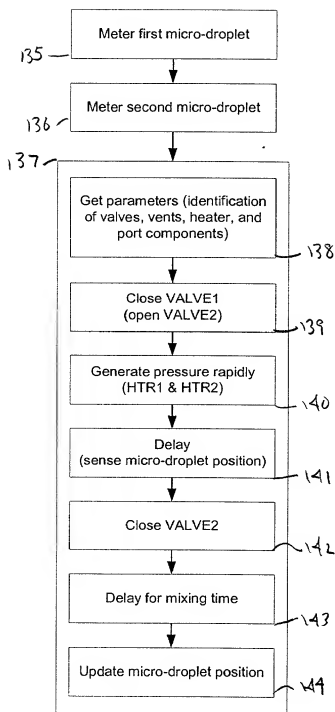 Meter first micro-droplet
135
Meter second micro-droplet
136
137
Get parameters (identification
of valves, vents, heater, and
port components)
138
Close VALVE1
(open VALVE2)
139
Generate pressure rapidly
(HTR1 & HTR2)
140
Delay
(sense micro-droplet position)
141
Close VALVE2
142
Delay for mixing time
143
Update micro-droplet position
144